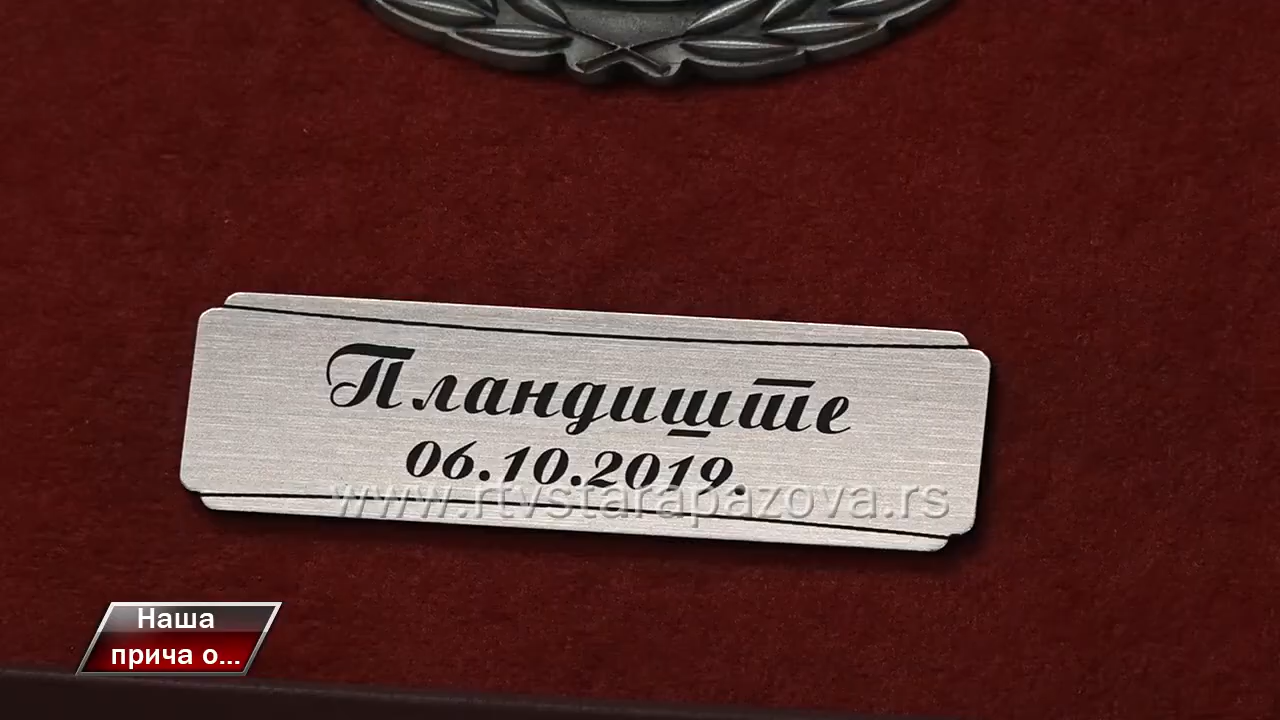 Пландиште
06.10.2019.
www.rtvstarapazova.rs
Наша
прича о...